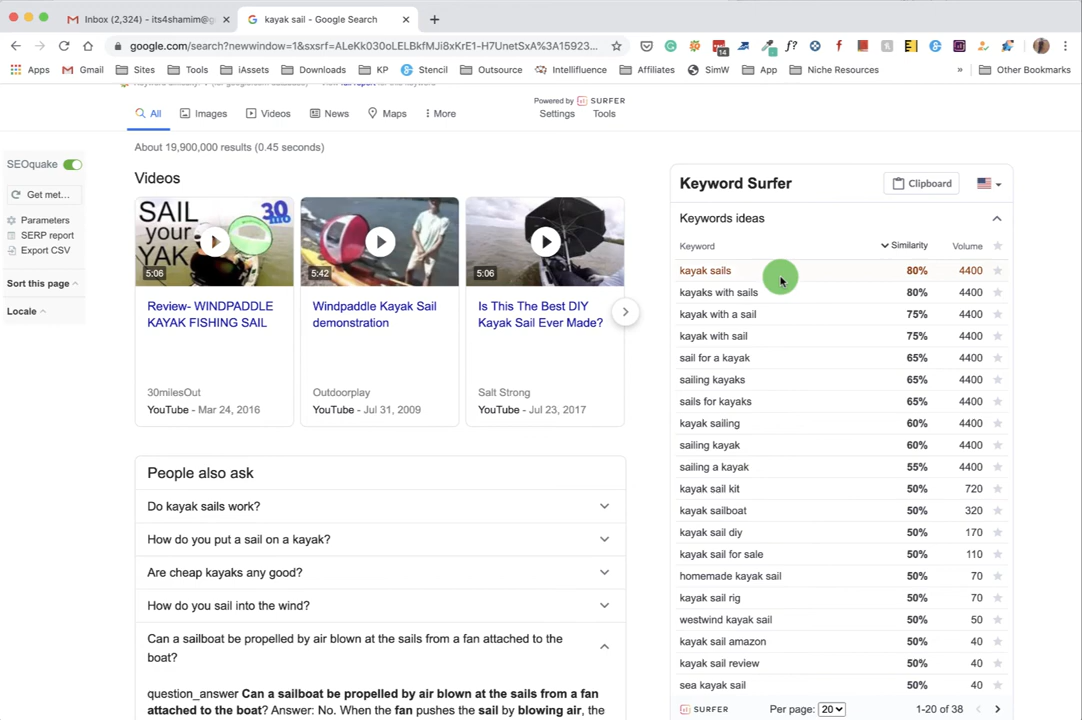 Inbox (2,324) - its4shamim@g
kayak sail - Google Search
google.com/search?newwindow=1&sxsrf=ALeKk030oLELBkfMJi8xKrE1-H7UnetSxA%3A15923...
14
f?
Apps
Gmail
Sites
Tools
iAssets
Downloads
KP
Stencil
Outsource
Intellifluence
Affiliates
SimW
App
Niche Resources
»
Other Bookmarks
All
Images
Videos
News
Maps
More
Powered by SURFER
Settings
Tools
About 19,900,000 results (0.45 seconds)
SEOquake
Get met...
Parameters
SERP report
Export CSV
Sort this page
Locale
Videos
SAIL your YAK
30
5:06
5:42
5:06
Review- WINDPADDLE
KAYAK FISHING SAIL
30milesOut
YouTube - Mar 24, 2016
Windpaddle Kayak Sail
demonstration
Outdoorplay
YouTube - Jul 31, 2009
Is This The Best DIY
Kayak Sail Ever Made?
Salt Strong
YouTube - Jul 23, 2017
People also ask
Do kayak sails work?
How do you put a sail on a kayak?
Are cheap kayaks any good?
How do you sail into the wind?
Can a sailboat be propelled by air blown at the sails from a fan attached to the
boat?
question_answer Can a sailboat be propelled by air blown at the sails from a fan
attached to the boat? Answer: No. When the fan pushes the sail by blowing air, the
Keyword Surfer
Clipboard
Keywords ideas
Keyword Similarity Volume
kayak sails 80% 4400
kayaks with sails 80% 4400
kayak with a sail 75% 4400
kayak with sail 75% 4400
sail for a kayak 65% 4400
sailing kayaks 65% 4400
sails for kayaks 65% 4400
kayak sailing 60% 4400
sailing kayak 60% 4400
sailing a kayak 55% 4400
kayak sail kit 50% 720
kayak sailboat 50% 320
kayak sail diy 50% 170
kayak sail for sale 50% 110
homemade kayak sail 50% 70
kayak sail rig 50% 70
westwind kayak sail 50% 50
kayak sail amazon 50% 40
kayak sail review 50% 40
sea kayak sail 50% 40
SURFER
Per page: 20
1-20 of 38